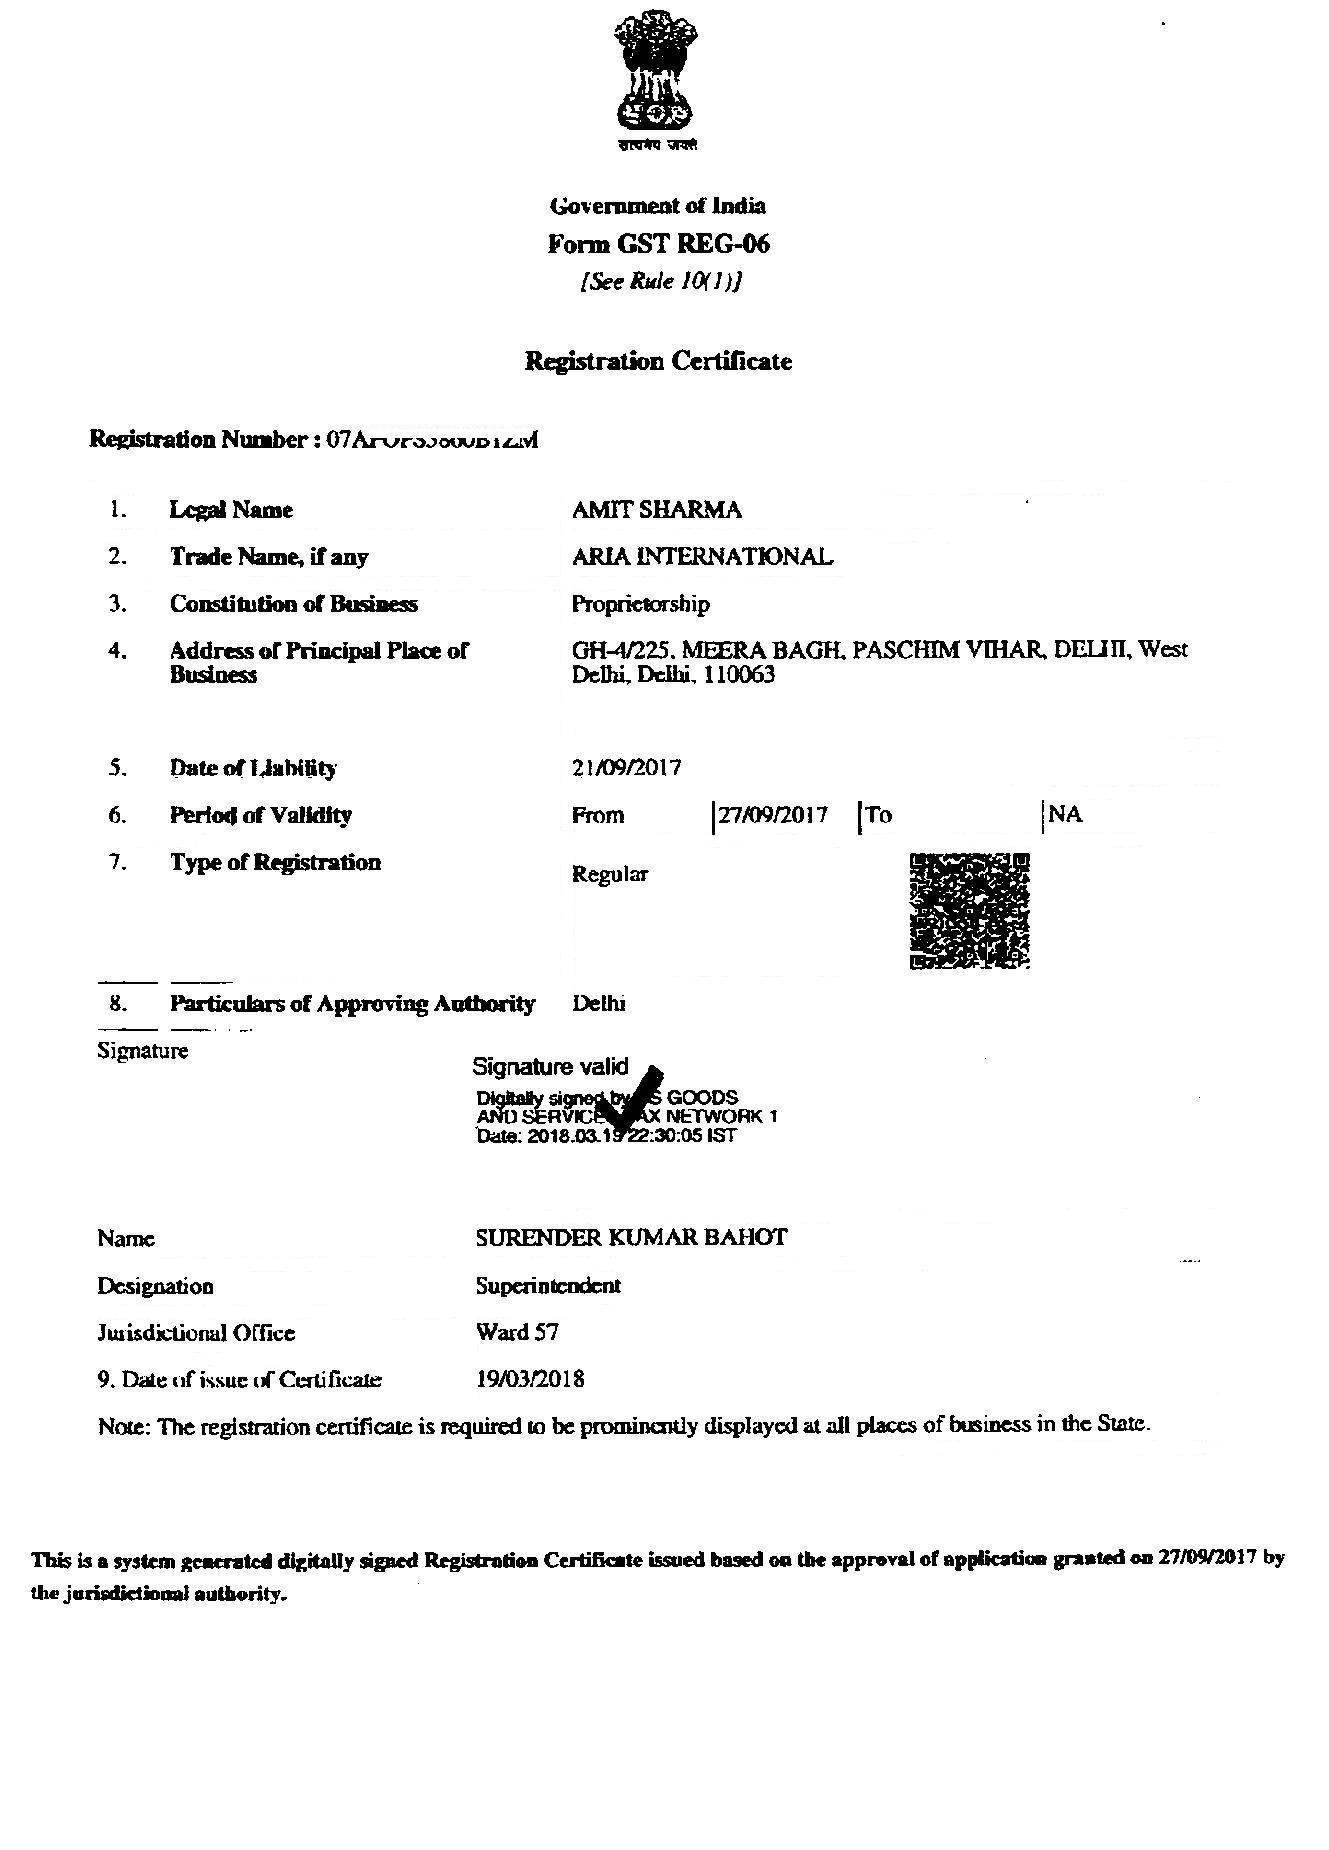 सत्यमेव जयते
Government of India
Form GST REG-06
[See Rule 10(1)]
Registration Certificate
Registration Number :
1. Legal Name AMIT SHARMA
2. Trade Name, if any ARIA INTERNATIONAL
3. Constitution of Business Proprietorship
4. Address of Principal Place of GH-4/225, MEERA BAGH, PASCHIM VIHAR, DELHI, West
Business Delhi, Delhi, 110063
5. Date of Liability 21/09/2017
6. Period of Validity From 27/09/2017 To NA
7. Type of Registration Regular
8. Particulars of Approving Authority Delhi
Signature
Signature valid
Digitally signed by GOODS
AND NETWORK 1
Date: 2018.03.19 22:30:05 IST
Name SURENDER KUMAR BAHOT
Designation Superintendent
Jurisdictional Office Ward 57
9. Date of issue of Certificate 19/03/2018
Note: The registration certificate is required to be prominently displayed at all places of business in the State.
This is a system generated digitally signed Registration Certificate issued based on the approval of application granted on 27/09/2017 by
the jurisdictional authority.